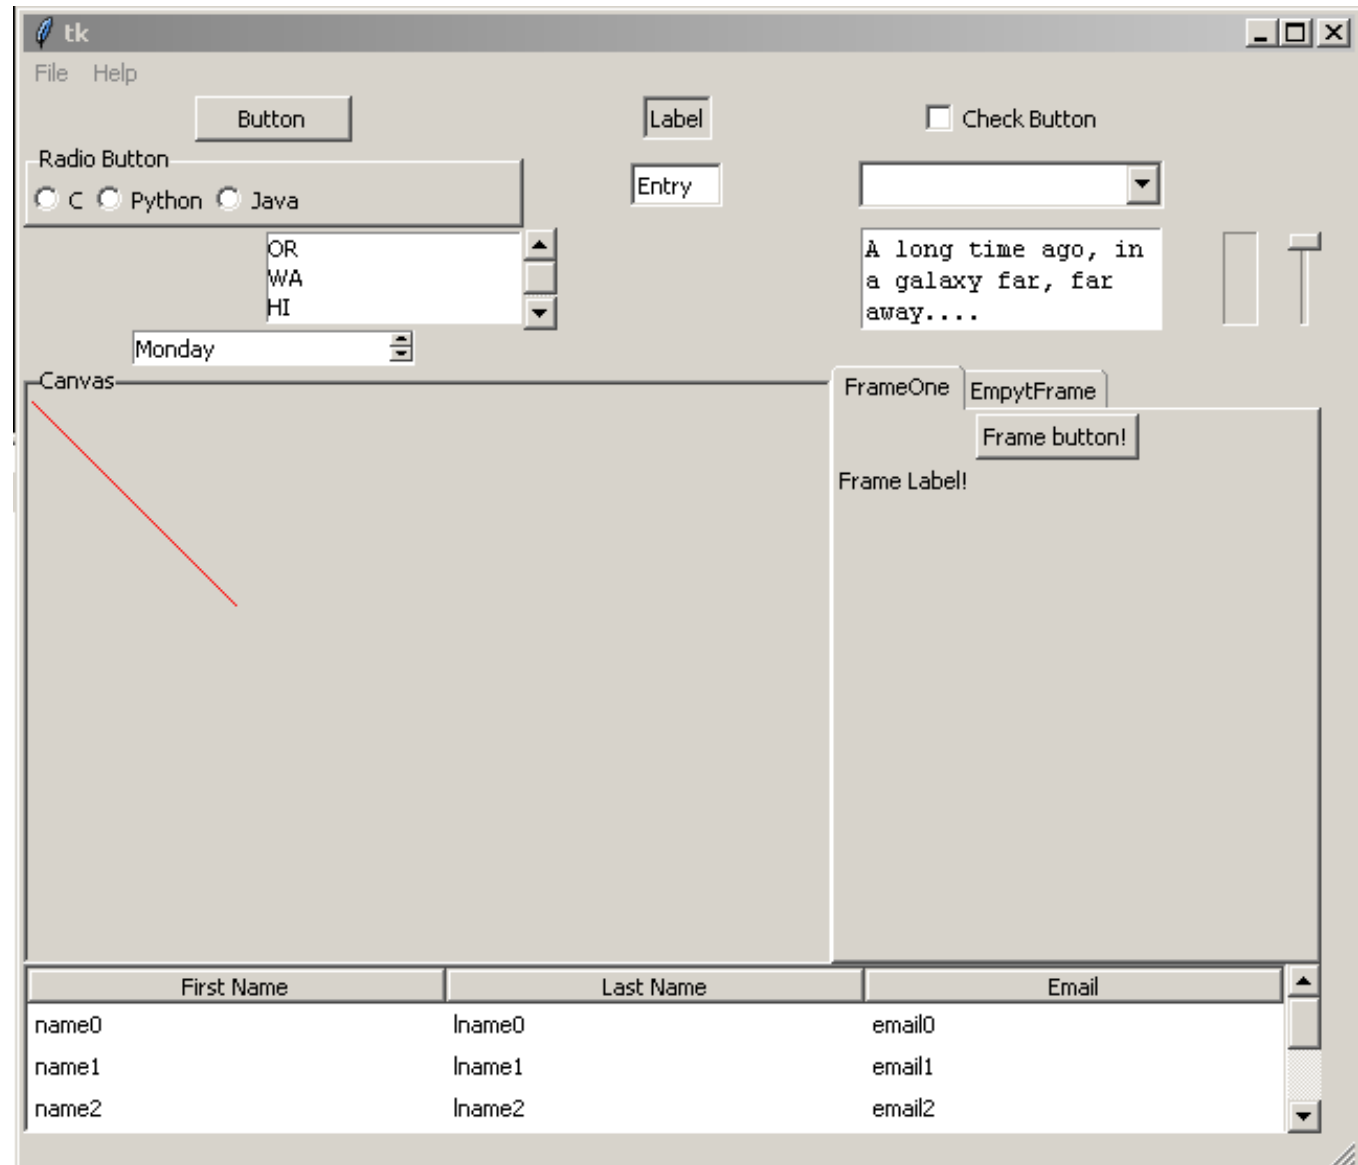 tk
File Help
Button
Label
Check Button
Radio Button
C Python Java
Entry
OR
WA
HI
A long time ago, in
a galaxy far, far
away....
Monday
Canvas
FrameOne EmpytFrame
Frame button!
Frame Label!
First Name Last Name Email
name0 lname0 email0
name1 lname1 email1
name2 lname2 email2